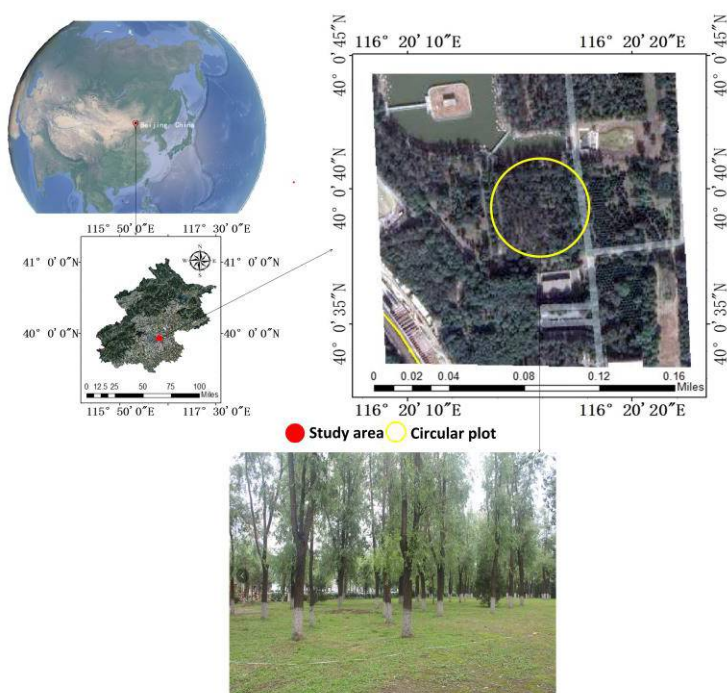 Beijing, China
116° 20′10″E 116° 20′20″E
40° 0′45″N
40° 0′40″N
40° 0′35″N
40° 0′45″N
40° 0′40″N
40° 0′35″N
0 0.02 0.04 0.08 0.12 0.16
Miles
116° 20′10″E 116° 20′20″E
115° 50′0″E 117° 30′0″E
41° 0′0″N
40° 0′0″N
41° 0′0″N
40° 0′0″N
N
W E
S
0 12.5 25 50 75 100
Miles
115° 50′0″E 117° 30′0″E
Study area Circular plot